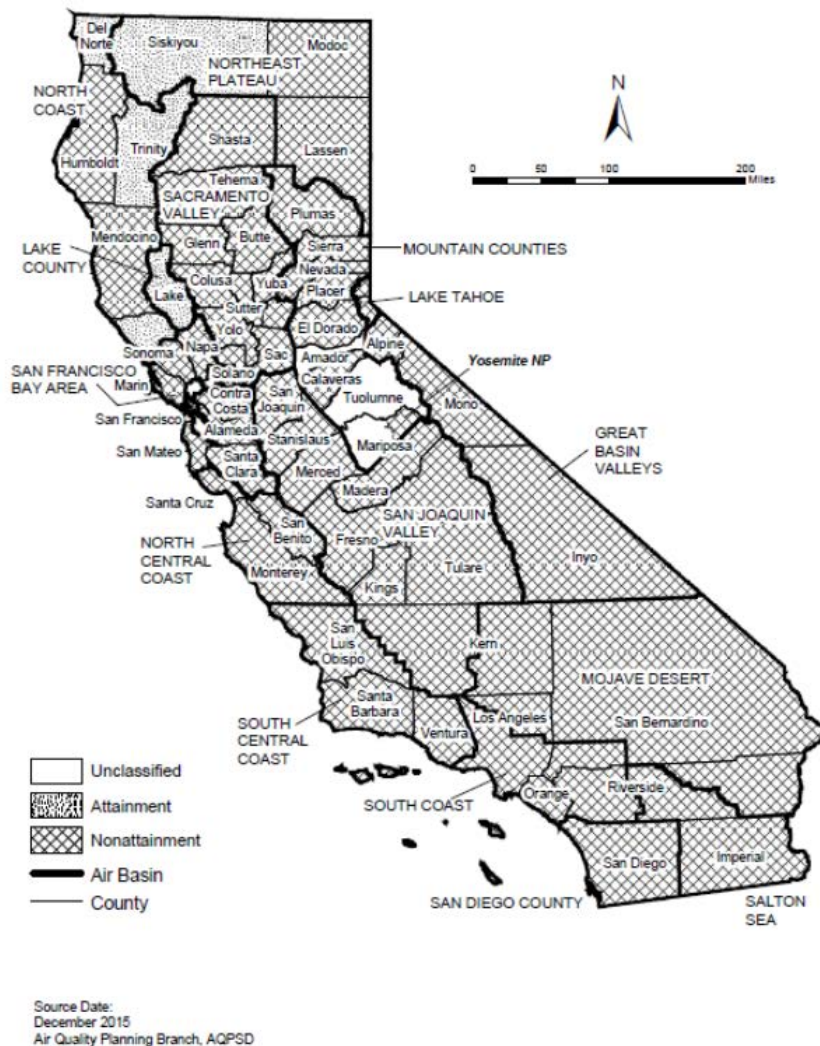 Del
Norte
Siskiyou
Modoc
NORTHEAST
PLATEAU
NORTH
COAST
Humboldt
Trinity
Shasta
Lassen
N
0 50 100 200
Miles
Tehema
SACRAMENTO
VALLEY
Plumas
Mendocino
Glenn
Butte
Sierra
MOUNTAIN COUNTIES
LAKE
COUNTY
Nevada
Colusa
Yuba
Placer
Lake
LAKE TAHOE
Sutter
El Dorado
Yolo
Sonoma
Napa
Sac
Alpine
Amador
Yosemite NP
SAN FRANCISCO
BAY AREA
Solano
Calaveras
Marin
Contra
Costa
San
Joaquin
Tuolumne
Mono
San Francisco
Alameda
Stanislaus
GREAT
BASIN
VALLEYS
San Mateo
Santa
Clara
Mariposa
Merced
Madera
Santa Cruz
SAN JOAQUIN
VALLEY
San
Benito
Fresno
NORTH
CENTRAL
COAST
Inyo
Monterey
Tulare
Kings
San
Luis
Obispo
Kern
MOJAVE DESERT
Santa
Barbara
San Bernardino
Los Angeles
SOUTH
CENTRAL
COAST
Ventura
Unclassified
Attainment
Nonattainment
Air Basin
County
SOUTH COAST
Orange
Riverside
San Diego
Imperial
SAN DIEGO COUNTY
SALTON
SEA
Source Date:
December 2015
Air Quality Planning Branch, AQPSD